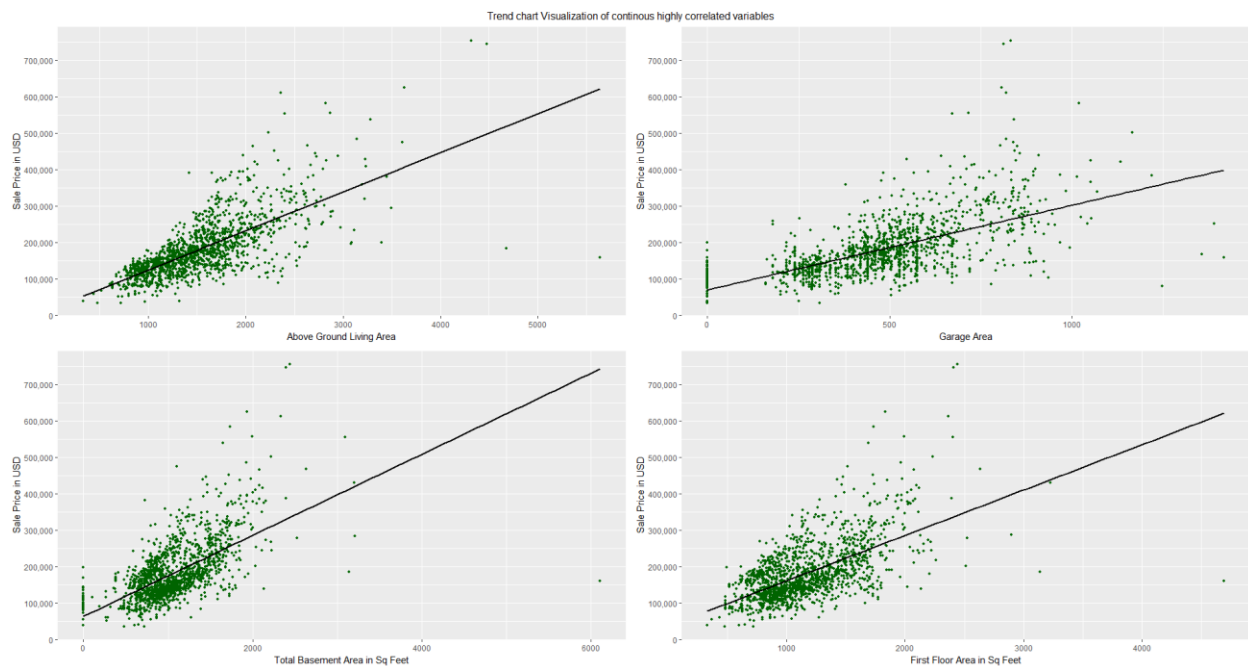 Trend chart Visualization of continous highly correlated variables
Sale Price in USD
700,000
600,000
500,000
400,000
300,000
200,000
100,000
0
1000 2000 3000 4000 5000
Above Ground Living Area
Sale Price in USD
700,000
600,000
500,000
400,000
300,000
200,000
100,000
0
0 500 1000
Garage Area
Sale Price in USD
700,000
600,000
500,000
400,000
300,000
200,000
100,000
0
0 2000 4000 6000
Total Basement Area in Sq Feet
Sale Price in USD
700,000
600,000
500,000
400,000
300,000
200,000
100,000
0
1000 2000 3000 4000
First Floor Area in Sq Feet